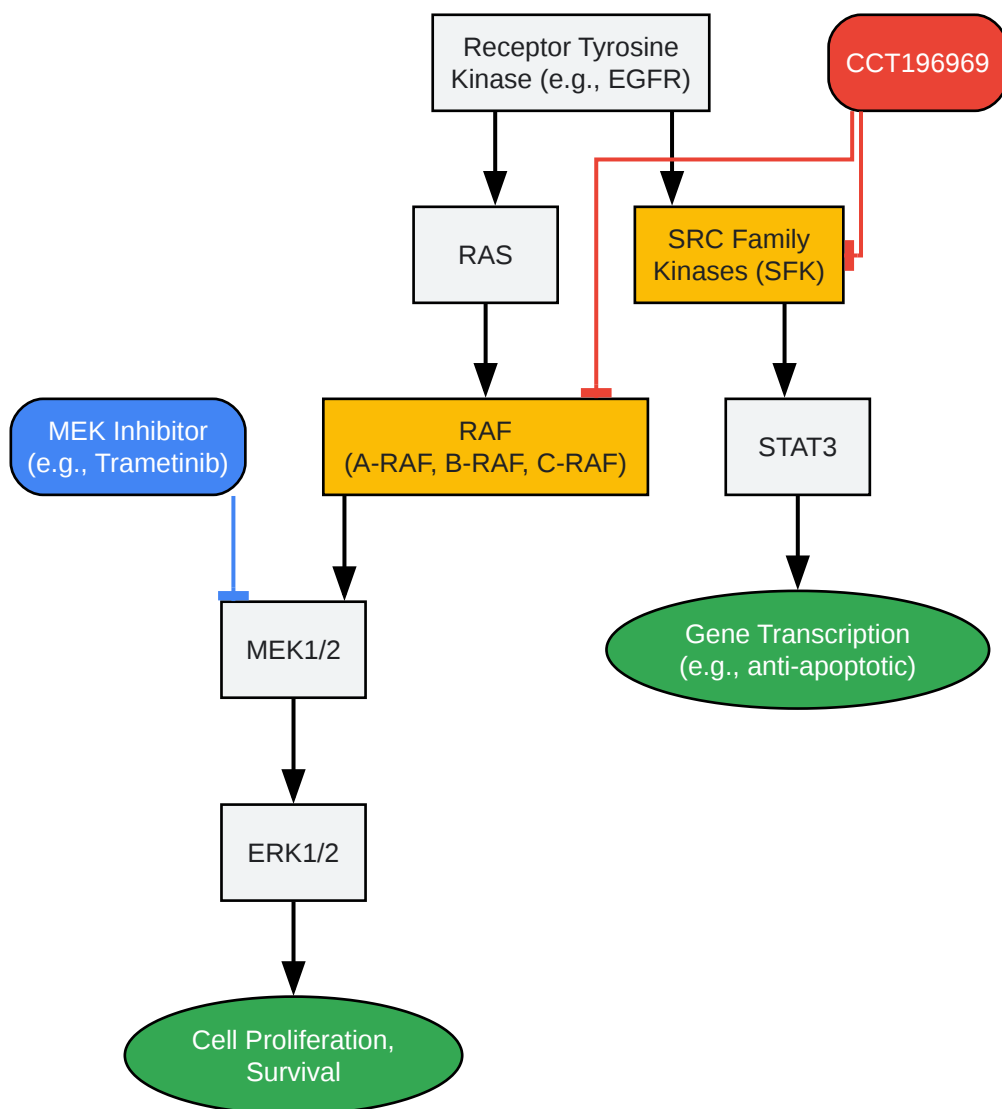 Receptor Tyrosine
Kinase (e.g., EGFR)
CCT196969
RAS
SRC Family
Kinases (SFK)
MEK Inhibitor
(e.g., Trametinib)
RAF
(A-RAF, B-RAF, C-RAF)
STAT3
MEK1/2
Gene Transcription
(e.g., anti-apoptotic)
ERK1/2
Cell Proliferation,
Survival